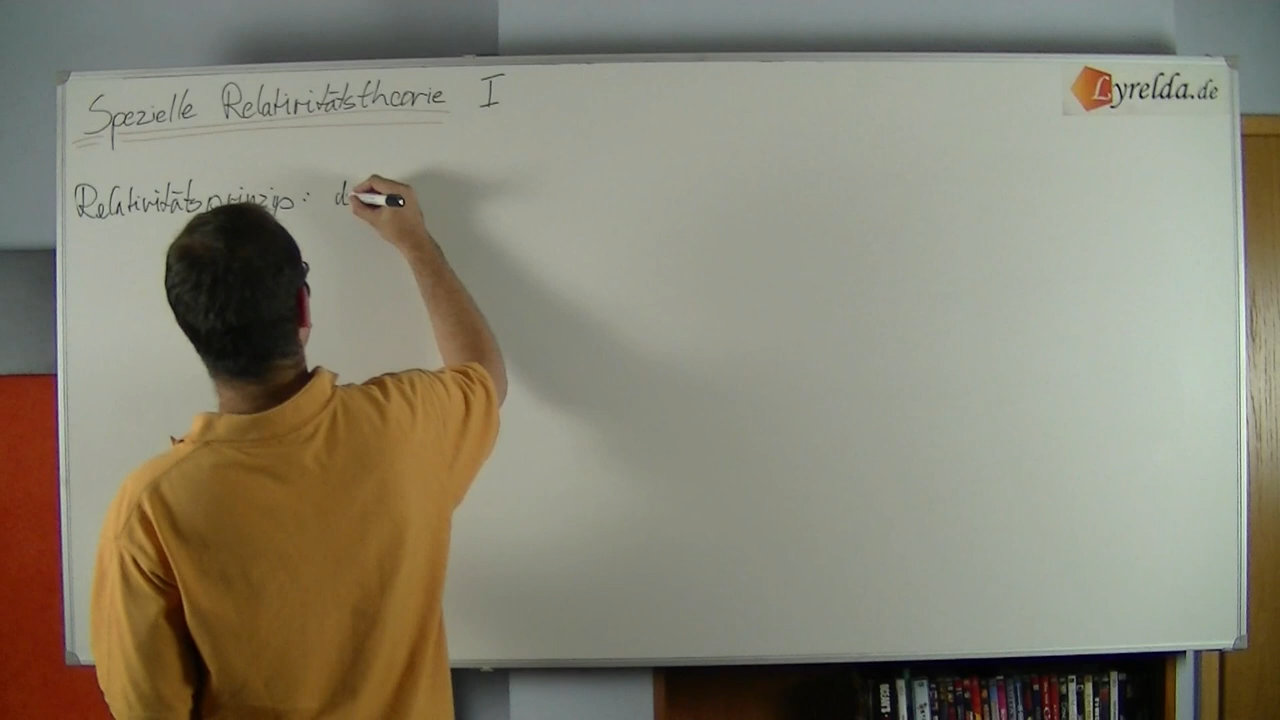 Spezielle Relativitätstheorie I
Lyrelda.de
Relativitätsprinzip: d